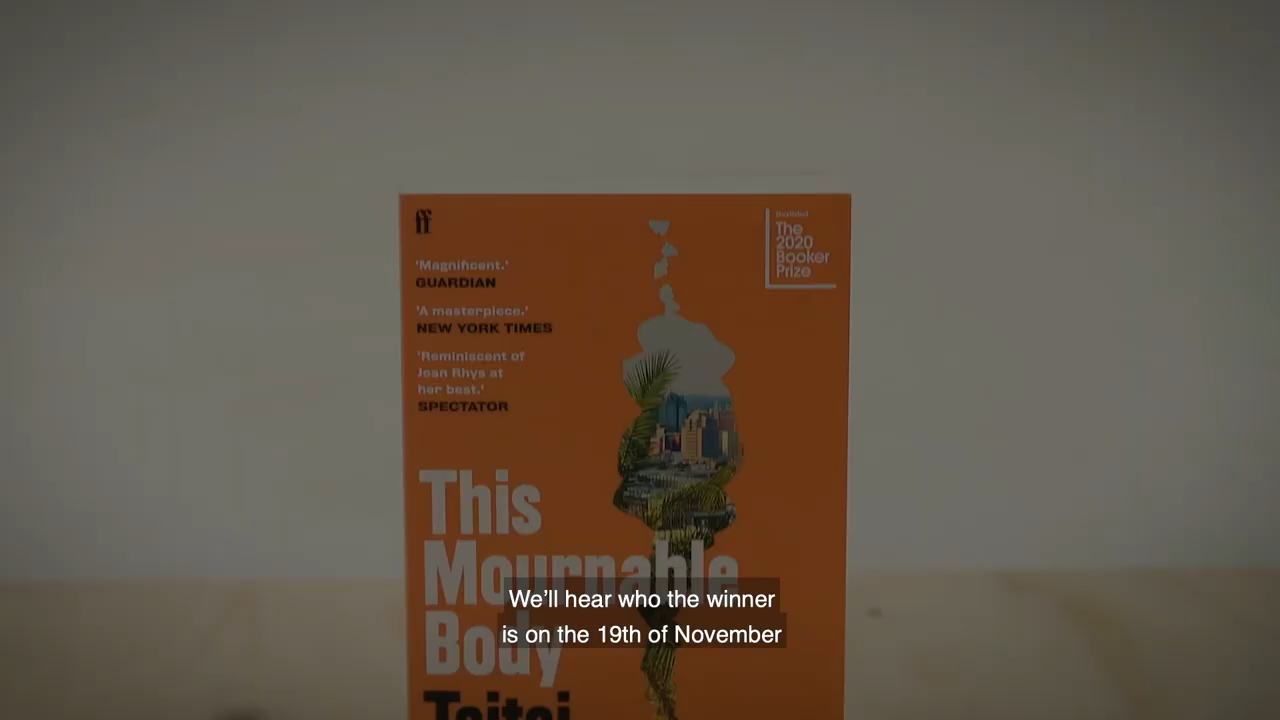 ff
'Magnificent.'
GUARDIAN
'A masterpiece.'
NEW YORK TIMES
'Reminiscent of
Jean Rhys at
her best.'
SPECTATOR
The
2020
Booker
Prize
This
Mournable
Body
Tsitsi
We'll hear who the winner
is on the 19th of November